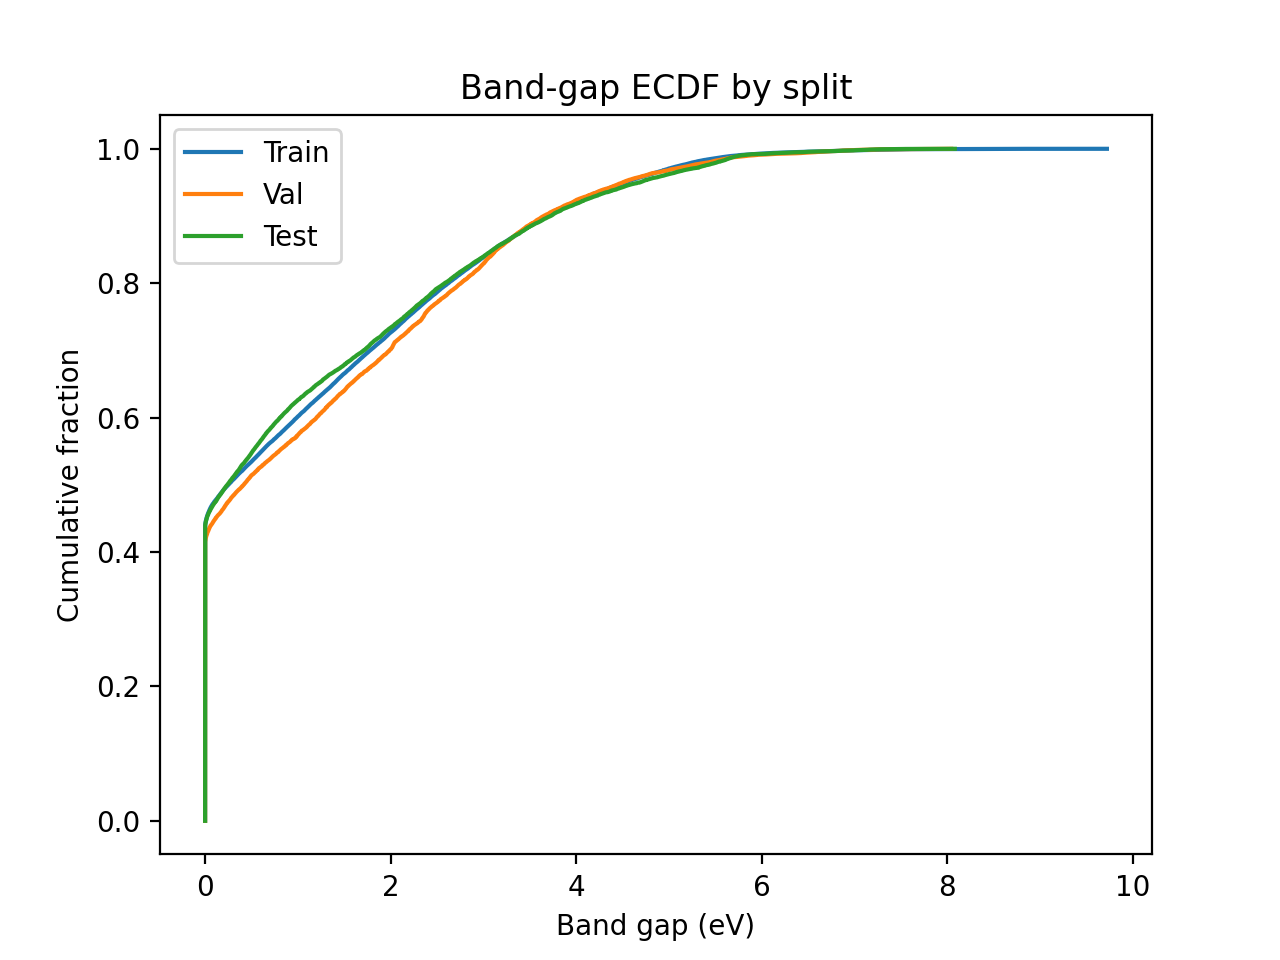 Band-gap ECDF by split
Train
Val
Test
1.0
0.8
0.6
0.4
0.2
0.0
Cumulative fraction
0
2
4
6
8
10
Band gap (eV)